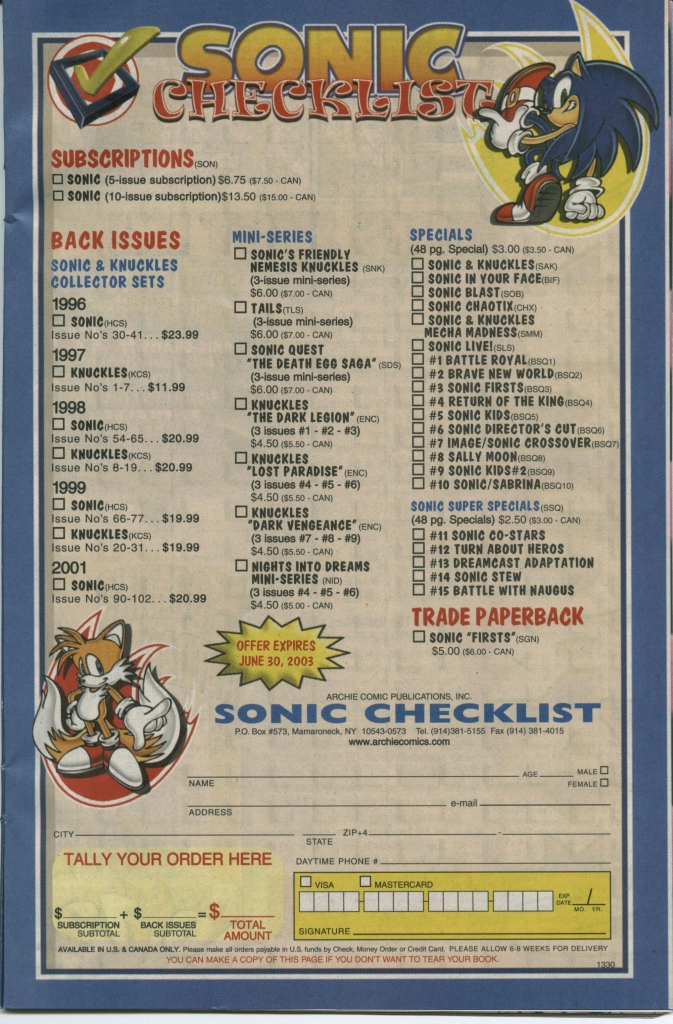 SONIC
CHECKLIST
SUBSCRIPTIONS(SON)
SONIC (5-issue subscription) $6.75 ($7.50 - CAN)
SONIC (10-issue subscription)$13.50 ($15.00 - CAN)
BACK ISSUES
SONIC & KNUCKLES
COLLECTOR SETS
1996
SONIC(HCS)
Issue No's 30-41... $23.99
1997
KNUCKLES(KCS)
Issue No's 1-7... $11.99
1998
SONIC(HCS)
Issue No's 54-65... $20.99
KNUCKLES(KCS)
Issue No's 8-19... $20.99
1999
SONIC(HCS)
Issue No's 66-77... $19.99
KNUCKLES(KCS)
Issue No's 20-31... $19.99
2001
SONIC(HCS)
Issue No's 90-102... $20.99
MINI-SERIES
SONIC'S FRIENDLY
NEMESIS KNUCKLES (SNK)
(3-issue mini-series)
$6.00 ($7.00 - CAN)
TAILS(TLS)
(3-issue mini-series)
$6.00 ($7.00 - CAN)
SONIC QUEST
"THE DEATH EGG SAGA" (SDS)
(3-issue mini-series)
$6.00 ($7.00 - CAN)
KNUCKLES
"THE DARK LEGION" (ENC)
(3 issues #1 - #2 - #3)
$4.50 ($5.50 - CAN)
KNUCKLES
"LOST PARADISE" (ENC)
(3 issues #4 - #5 - #6)
$4.50 ($5.50 - CAN)
KNUCKLES
"DARK VENGEANCE" (ENC)
(3 issues #7 - #8 - #9)
$4.50 ($5.50 - CAN)
NIGHTS INTO DREAMS
MINI-SERIES (NID)
(3 issues #4 - #5 - #6)
$4.50 ($5.00 - CAN)
SPECIALS
(48 pg. Special) $3.00 ($3.50 - CAN)
SONIC & KNUCKLES(SAK)
SONIC IN YOUR FACE(BIF)
SONIC BLAST(SOB)
SONIC CHAOTIX(CHX)
SONIC & KNUCKLES
MECHA MADNESS(SMM)
SONIC LIVE!(SLS)
#1 BATTLE ROYAL(BSQ1)
#2 BRAVE NEW WORLD(BSQ2)
#3 SONIC FIRSTS(BSQ3)
#4 RETURN OF THE KING(BSQ4)
#5 SONIC KIDS(BSQ5)
#6 SONIC DIRECTOR'S CUT(BSQ6)
#7 IMAGE/SONIC CROSSOVER(BSQ7)
#8 SALLY MOON(BSQ8)
#9 SONIC KIDS#2(BSQ9)
#10 SONIC/SABRINA(BSQ10)
SONIC SUPER SPECIALS(SSQ)
(48 pg. Specials) $2.50 ($3.00 - CAN)
#11 SONIC CO-STARS
#12 TURN ABOUT HEROS
#13 DREAMCAST ADAPTATION
#14 SONIC STEW
#15 BATTLE WITH NAUGUS
TRADE PAPERBACK
SONIC "FIRSTS"(SGN)
$5.00 ($6.00 - CAN)
OFFER EXPIRES
JUNE 30, 2003
ARCHIE COMIC PUBLICATIONS, INC.
SONIC CHECKLIST
P.O. Box #573, Mamaroneck, NY 10543-0573 Tel. (914)381-5155 Fax (914) 381-4015
www.archiecomics.com
NAME AGE MALE
FEMALE
ADDRESS e-mail
CITY STATE ZIP+4 -
DAYTIME PHONE #
TALLY YOUR ORDER HERE
$ + $ = $
SUBSCRIPTION SUBTOTAL BACK ISSUES SUBTOTAL TOTAL AMOUNT
VISA MASTERCARD
EXP. DATE / MO. YR.
SIGNATURE
AVAILABLE IN U.S. & CANADA ONLY. Please make all orders payable in U.S. funds by Check, Money Order or Credit Card. PLEASE ALLOW 6-8 WEEKS FOR DELIVERY
YOU CAN MAKE A COPY OF THIS PAGE IF YOU DON'T WANT TO TEAR YOUR BOOK.
1330